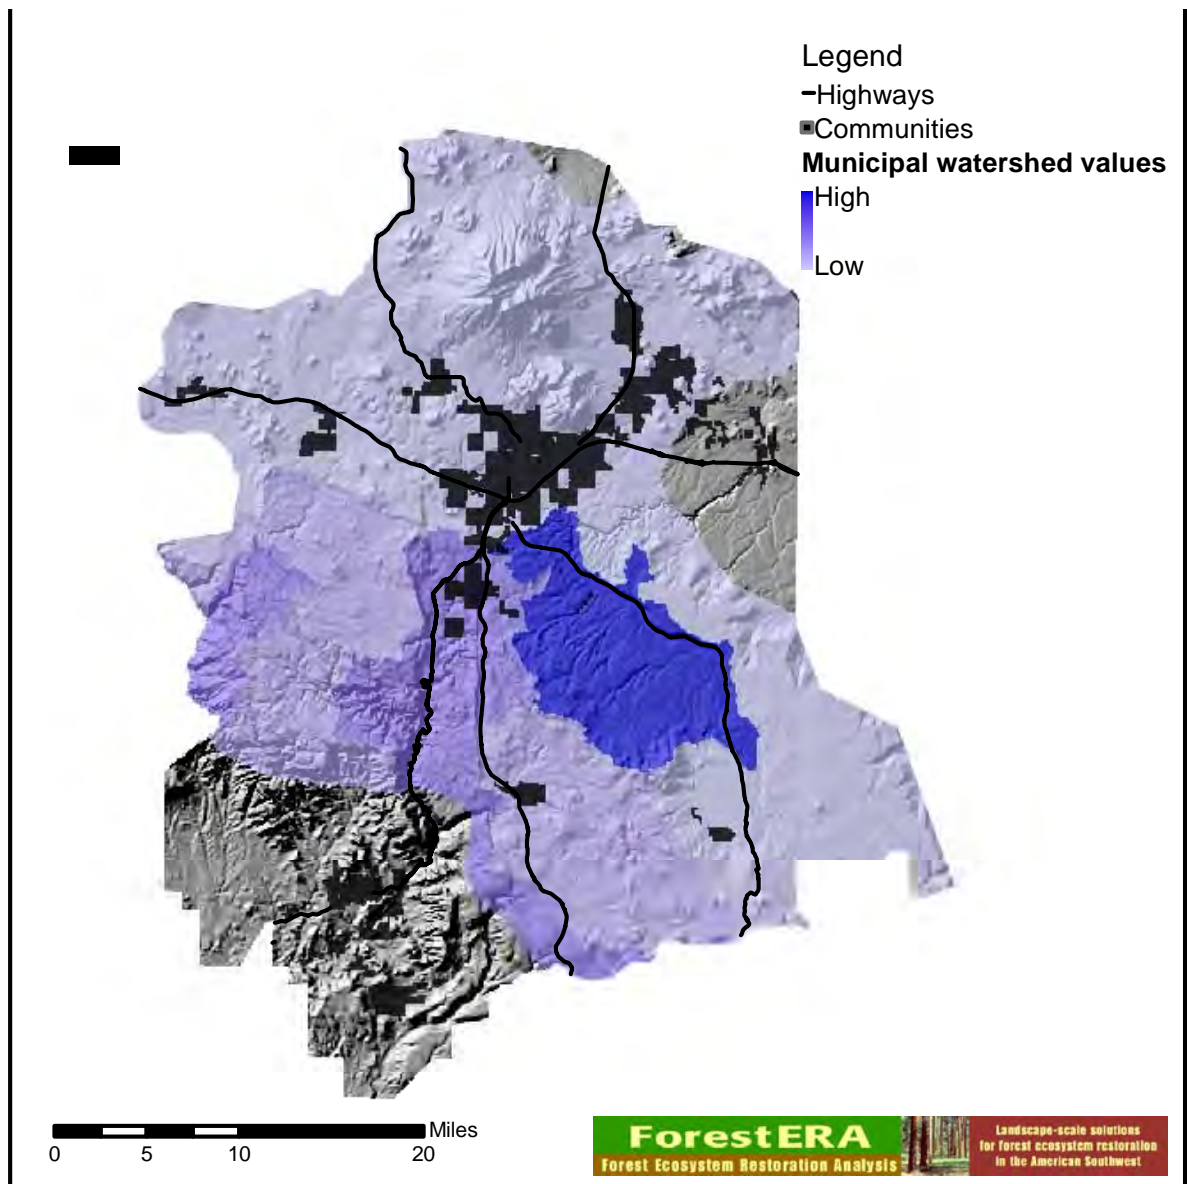 Legend
Highways
Communities
Municipal watershed values
High
Low
Miles
0 5 10 20
ForestERA
Forest Ecosystem Restoration Analysis
Landscape-scale solutions
for forest ecosystem restoration
in the American Southwest